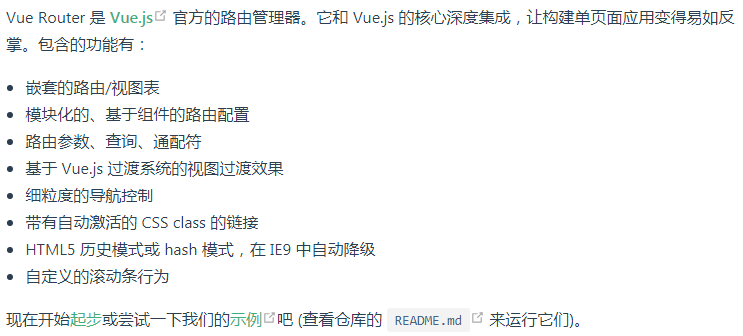 Vue Router 是 Vue.js 官方的路由管理器。它和 Vue.js 的核心深度集成，让构建单页面应用变得易如反
掌。包含的功能有：
嵌套的路由/视图表
模块化的、基于组件的路由配置
路由参数、查询、通配符
基于 Vue.js 过渡系统的视图过渡效果
细粒度的导航控制
带有自动激活的 CSS class 的链接
HTML5 历史模式或 hash 模式，在 IE9 中自动降级
自定义的滚动条行为
现在开始起步或尝试一下我们的示例吧 (查看仓库的 README.md 来运行它们)。